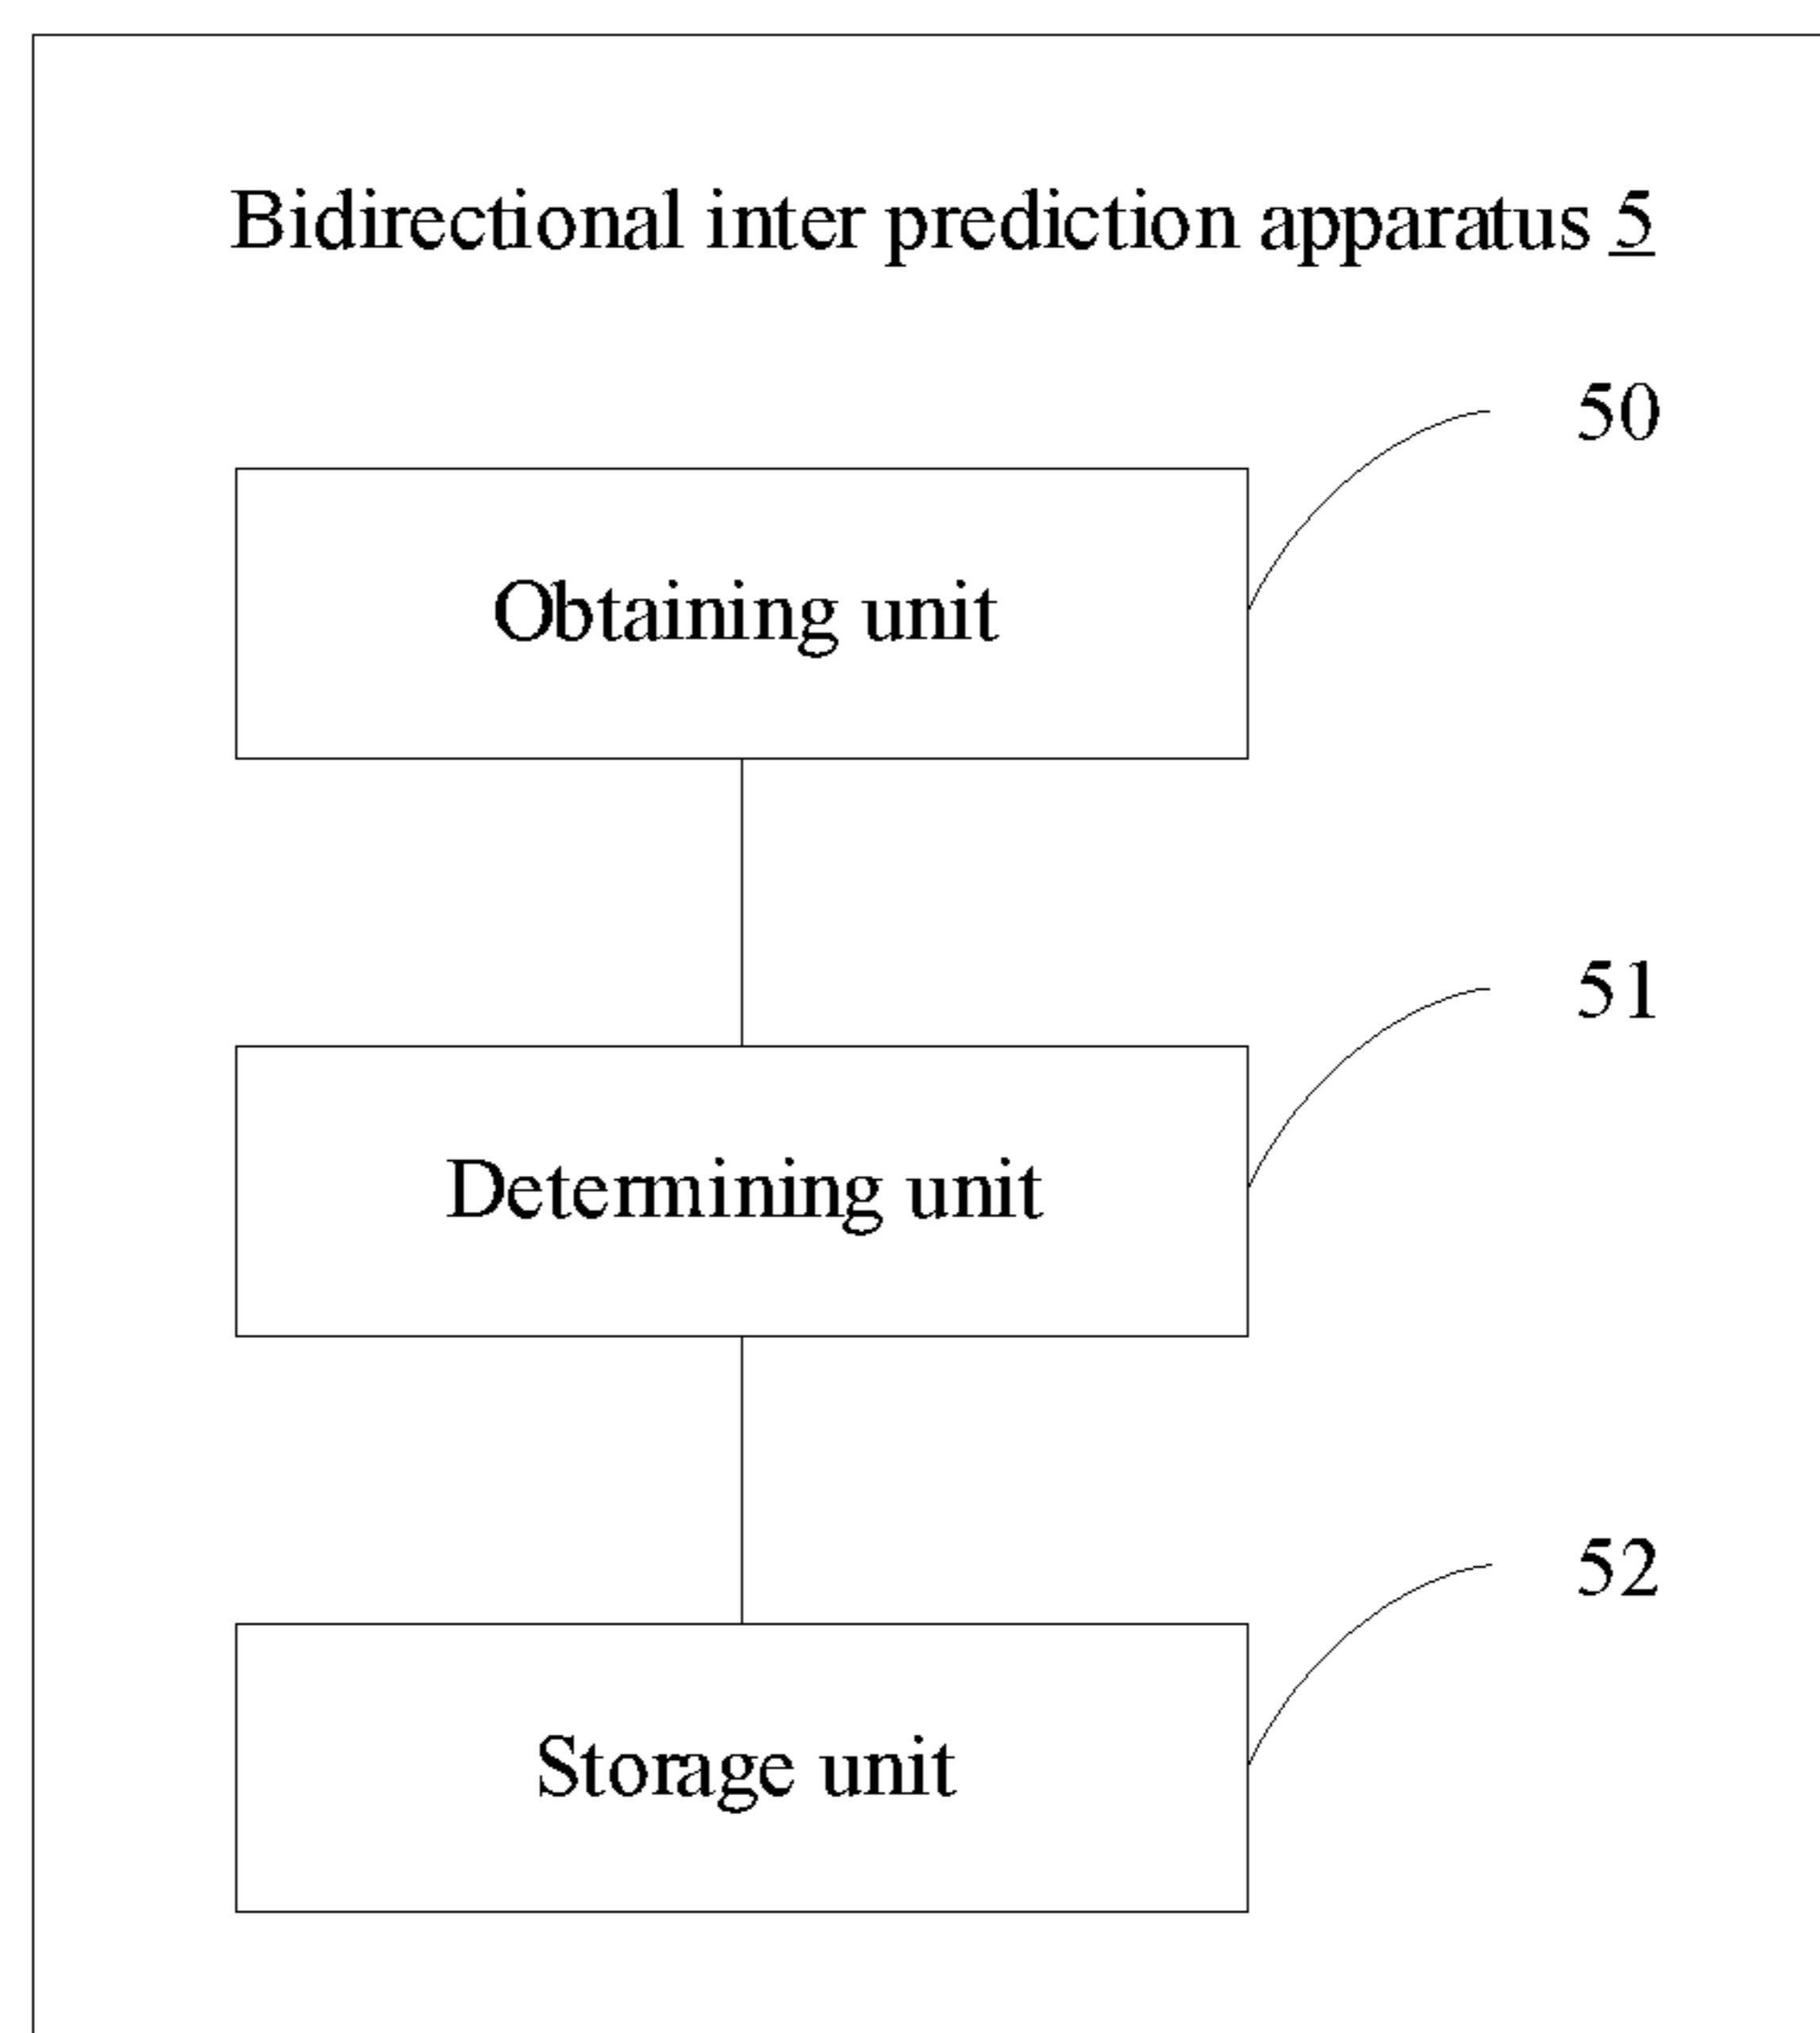 Bidirectional inter prediction apparatus 5
50
Obtaining unit
51
Determining unit
52
Storage unit